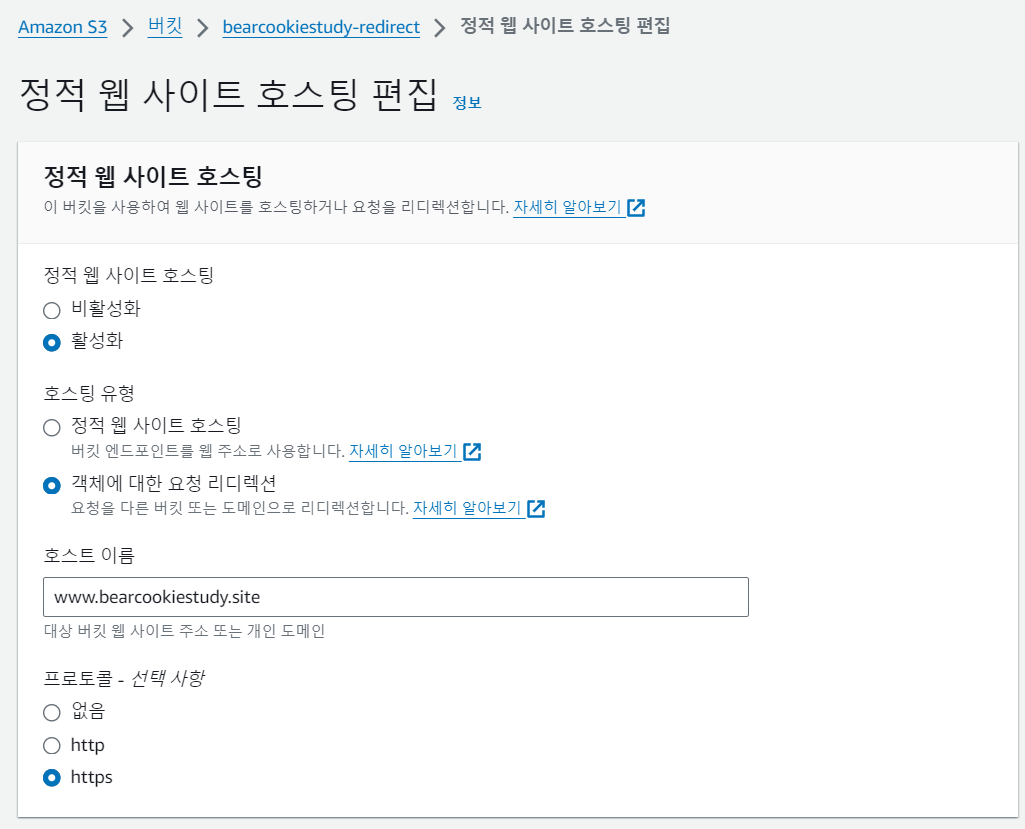 Amazon S3 > 버킷 > bearcookiestudy-redirect > 정적 웹 사이트 호스팅 편집
정적 웹 사이트 호스팅 편집 정보
정적 웹 사이트 호스팅
이 버킷을 사용하여 웹 사이트를 호스팅하거나 요청을 리디렉션합니다. 자세히 알아보기
정적 웹 사이트 호스팅
비활성화
활성화
호스팅 유형
정적 웹 사이트 호스팅
버킷 엔드포인트를 웹 주소로 사용합니다. 자세히 알아보기
객체에 대한 요청 리디렉션
요청을 다른 버킷 또는 도메인으로 리디렉션합니다. 자세히 알아보기
호스트 이름
www.bearcookiestudy.site
대상 버킷 웹 사이트 주소 또는 개인 도메인
프로토콜 - 선택 사항
없음
http
https